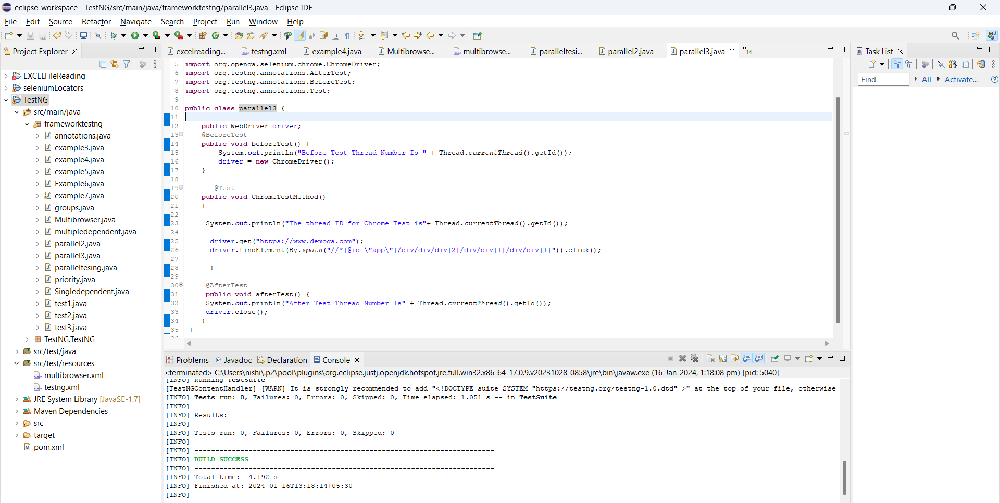 eclipse-workspace - TestNG/src/main/java/frameworktestng/parallel3.java - Eclipse IDE
File Edit Source Refactor Navigate Search Project Run Window Help
Project Explorer
EXCELFileReading
seleniumLocators
TestNG
src/main/java
frameworktestng
annotations.java
example3.java
example4.java
example5.java
Example6.java
example7.java
groups.java
Multibrowser.java
multipledependent.java
parallel2.java
parallel3.java
paralleltesing.java
priority.java
Singledependent.java
test1.java
test2.java
test3.java
TestNG.TestNG
src/test/java
src/test/resources
multibrowser.xml
testng.xml
JRE System Library [JavaSE-1.7]
Maven Dependencies
src
target
pom.xml
excelreading... testng.xml example4.java Multibrowse... multibrowse... paralleltesi... parallel2.java parallel3.java »14
5 import org.openqa.selenium.chrome.ChromeDriver;
6 import org.testng.annotations.AfterTest;
7 import org.testng.annotations.BeforeTest;
8 import org.testng.annotations.Test;
9
10 public class parallel3 {
11
12 public WebDriver driver;
13 @BeforeTest
14 public void beforeTest() {
15 System.out.println("Before Test Thread Number Is " + Thread.currentThread().getId());
16 driver = new ChromeDriver();
17 }
18
19 @Test
20 public void ChromeTestMethod()
21 {
22
23 System.out.println("The thread ID for Chrome Test is"+ Thread.currentThread().getId());
24
25 driver.get("https://www.demoqa.com");
26 driver.findElement(By.xpath("//*[@id=\"app\"]/div/div/div[2]/div/div[1]/div/div[1]")).click();
27
28 }
29
30 @AfterTest
31 public void afterTest() {
32 System.out.println("After Test Thread Number Is" + Thread.currentThread().getId());
33 driver.close();
34 }
35 }
Problems @ Javadoc Declaration Console
<terminated> C:\Users\nishi\.p2\pool\plugins\org.eclipse.justj.openjdk.hotspot.jre.full.win32.x86_64_17.0.9.v20231028-0858\jre\bin\javaw.exe (16-Jan-2024, 1:18:08 pm) [pid: 5040]
[INFO] Running TestSuite
[TestNGContentHandler] [WARN] It is strongly recommended to add "<!DOCTYPE suite SYSTEM "https://testng.org/testng-1.0.dtd" >" at the top of your file, otherwise
[INFO] Tests run: 0, Failures: 0, Errors: 0, Skipped: 0, Time elapsed: 1.051 s -- in TestSuite
[INFO]
[INFO] Results:
[INFO]
[INFO] Tests run: 0, Failures: 0, Errors: 0, Skipped: 0
[INFO]
[INFO] ------------------------------------------------------------------------
[INFO] BUILD SUCCESS
[INFO] ------------------------------------------------------------------------
[INFO] Total time: 4.192 s
[INFO] Finished at: 2024-01-16T13:18:14+05:30
[INFO] ------------------------------------------------------------------------
Task List
Find All Activate...